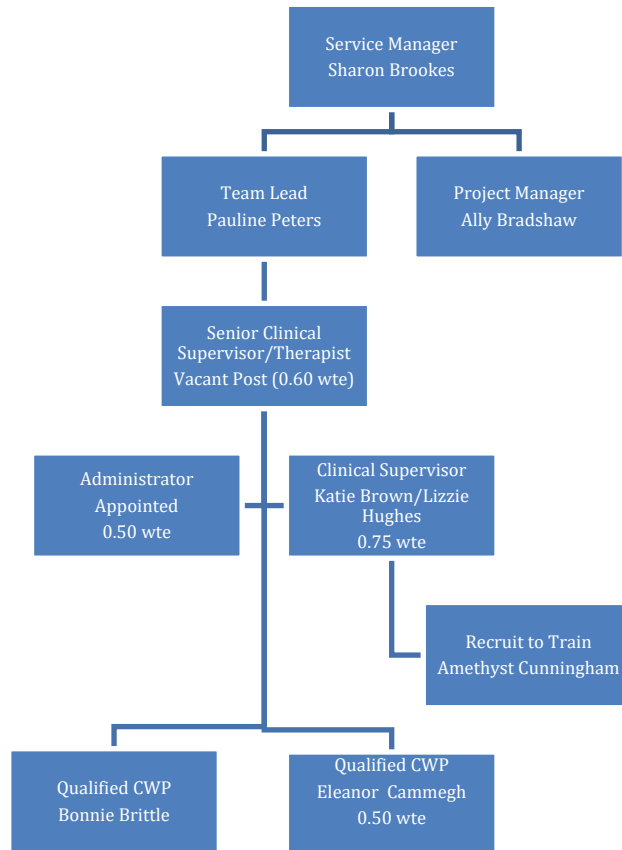 Service Manager
Sharon Brookes
Team Lead
Pauline Peters
Project Manager
Ally Bradshaw
Senior Clinical
Supervisor/Therapist
Vacant Post (0.60 wte)
Administrator
Appointed
0.50 wte
Clinical Supervisor
Katie Brown/Lizzie
Hughes
0.75 wte
Recruit to Train
Amethyst Cunningham
Qualified CWP
Bonnie Brittle
Qualified CWP
Eleanor Cammegh
0.50 wte